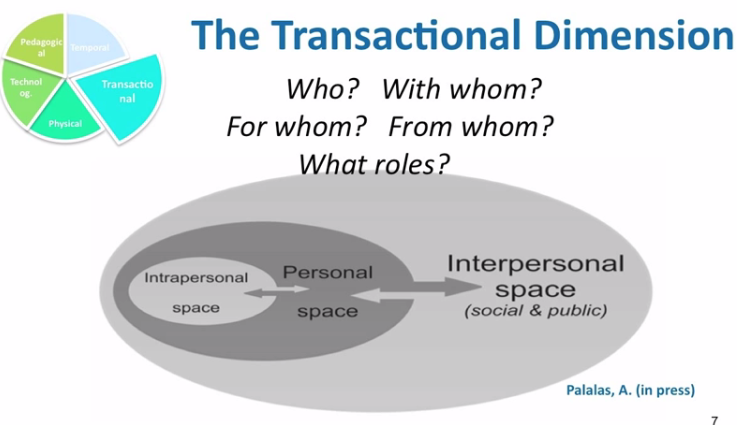 The Transactional Dimension
Pedagogic
al
Temporal
Technol
og.
Transactio
nal
Physical
Who? With whom?
For whom? From whom?
What roles?
Intrapersonal
space
Personal
space
Interpersonal
space
(social & public)
Palalas, A. (in press)
7